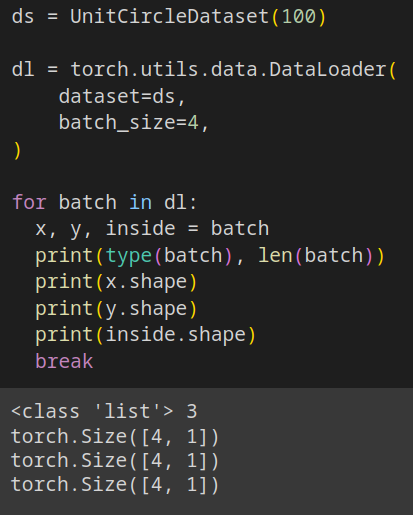 ds = UnitCircleDataset(100)

dl = torch.utils.data.DataLoader(
    dataset=ds,
    batch_size=4,
)

for batch in dl:
  x, y, inside = batch
  print(type(batch), len(batch))
  print(x.shape)
  print(y.shape)
  print(inside.shape)
  break

<class 'list'> 3
torch.Size([4, 1])
torch.Size([4, 1])
torch.Size([4, 1])